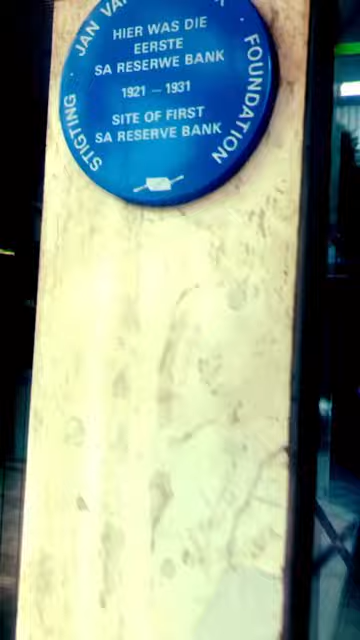 STIGTING JAN VAN
FOUNDATION
HIER WAS DIE
EERSTE
SA RESERWE BANK
1921 — 1931
SITE OF FIRST
SA RESERVE BANK